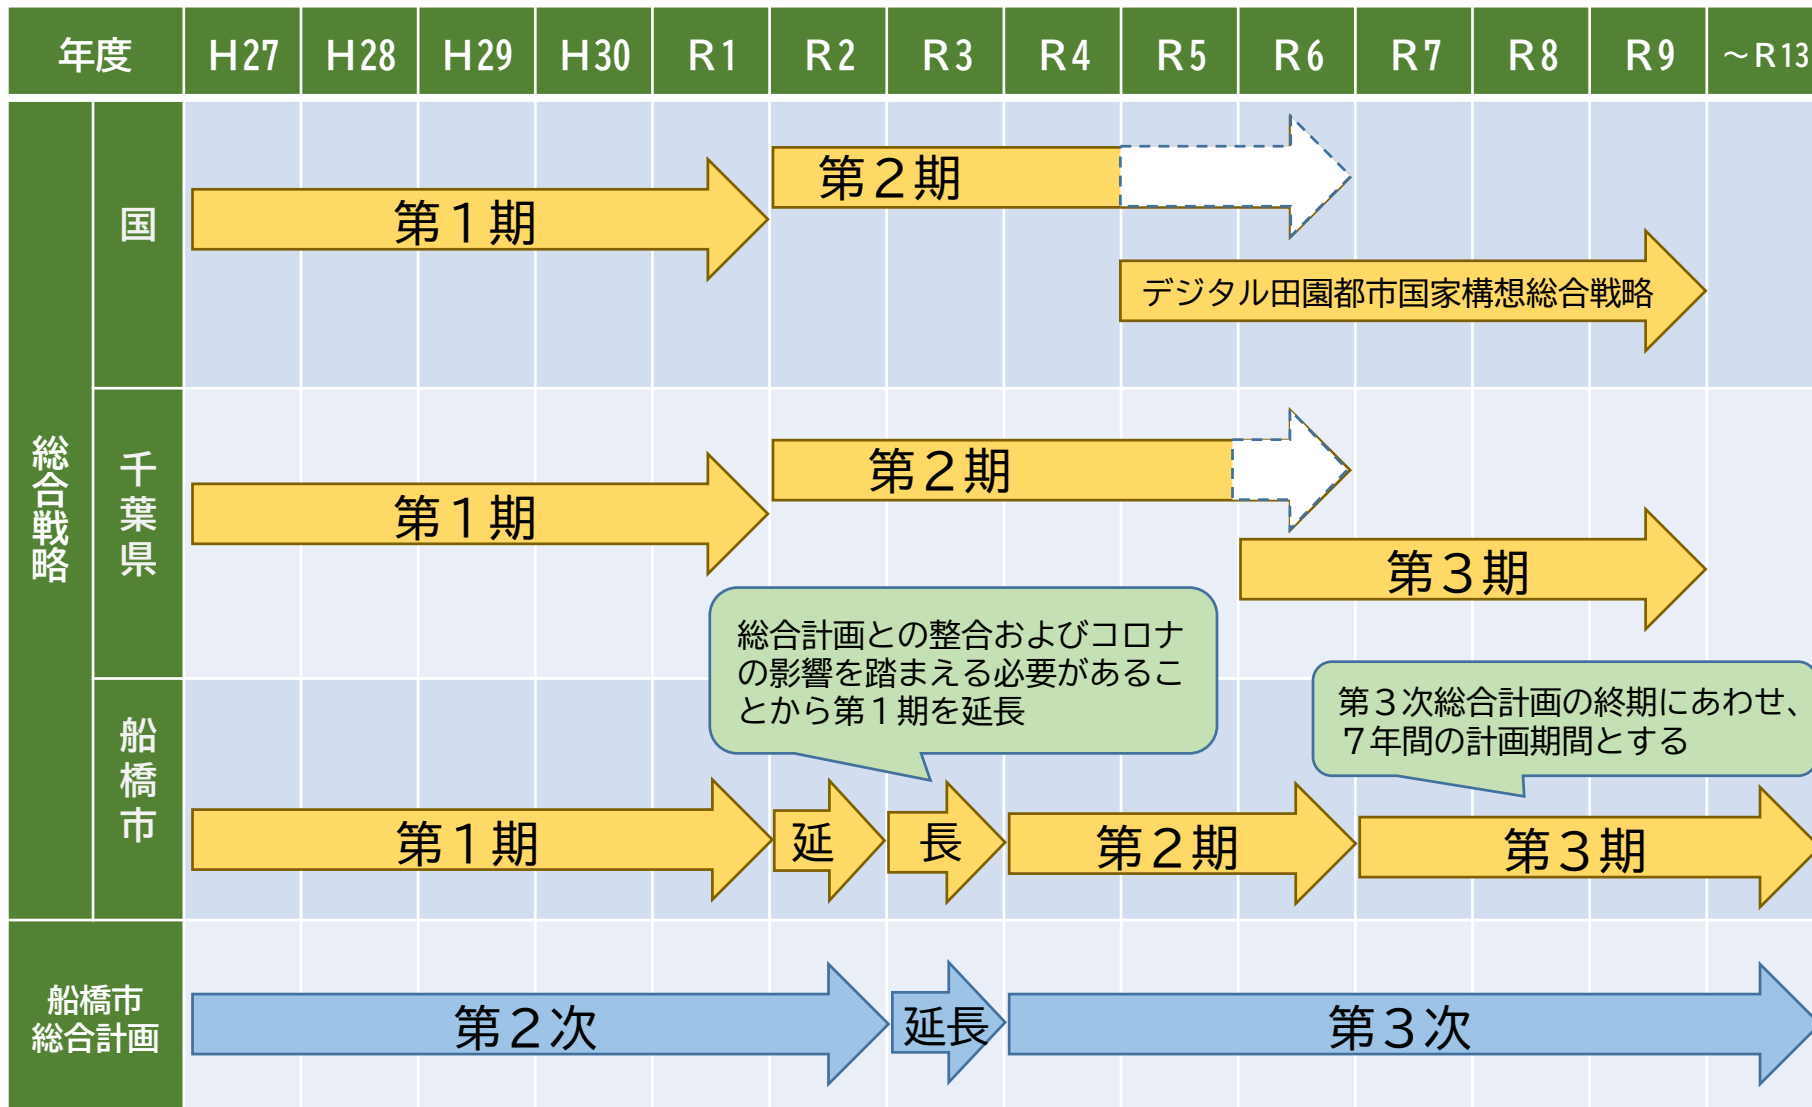 年度
H27
H28
H29
H30
R1
R2
R3
R4
R5
R6
R7
R8
R9
～R13
総合戦略
国
第１期
第２期
デジタル田園都市国家構想総合戦略
千葉県
第１期
第２期
第３期
総合計画との整合およびコロナ
の影響を踏まえる必要があるこ
とから第１期を延長
第３次総合計画の終期にあわせ、
７年間の計画期間とする
船橋市
第１期
延
長
第２期
第３期
船橋市
総合計画
第２次
延長
第３次